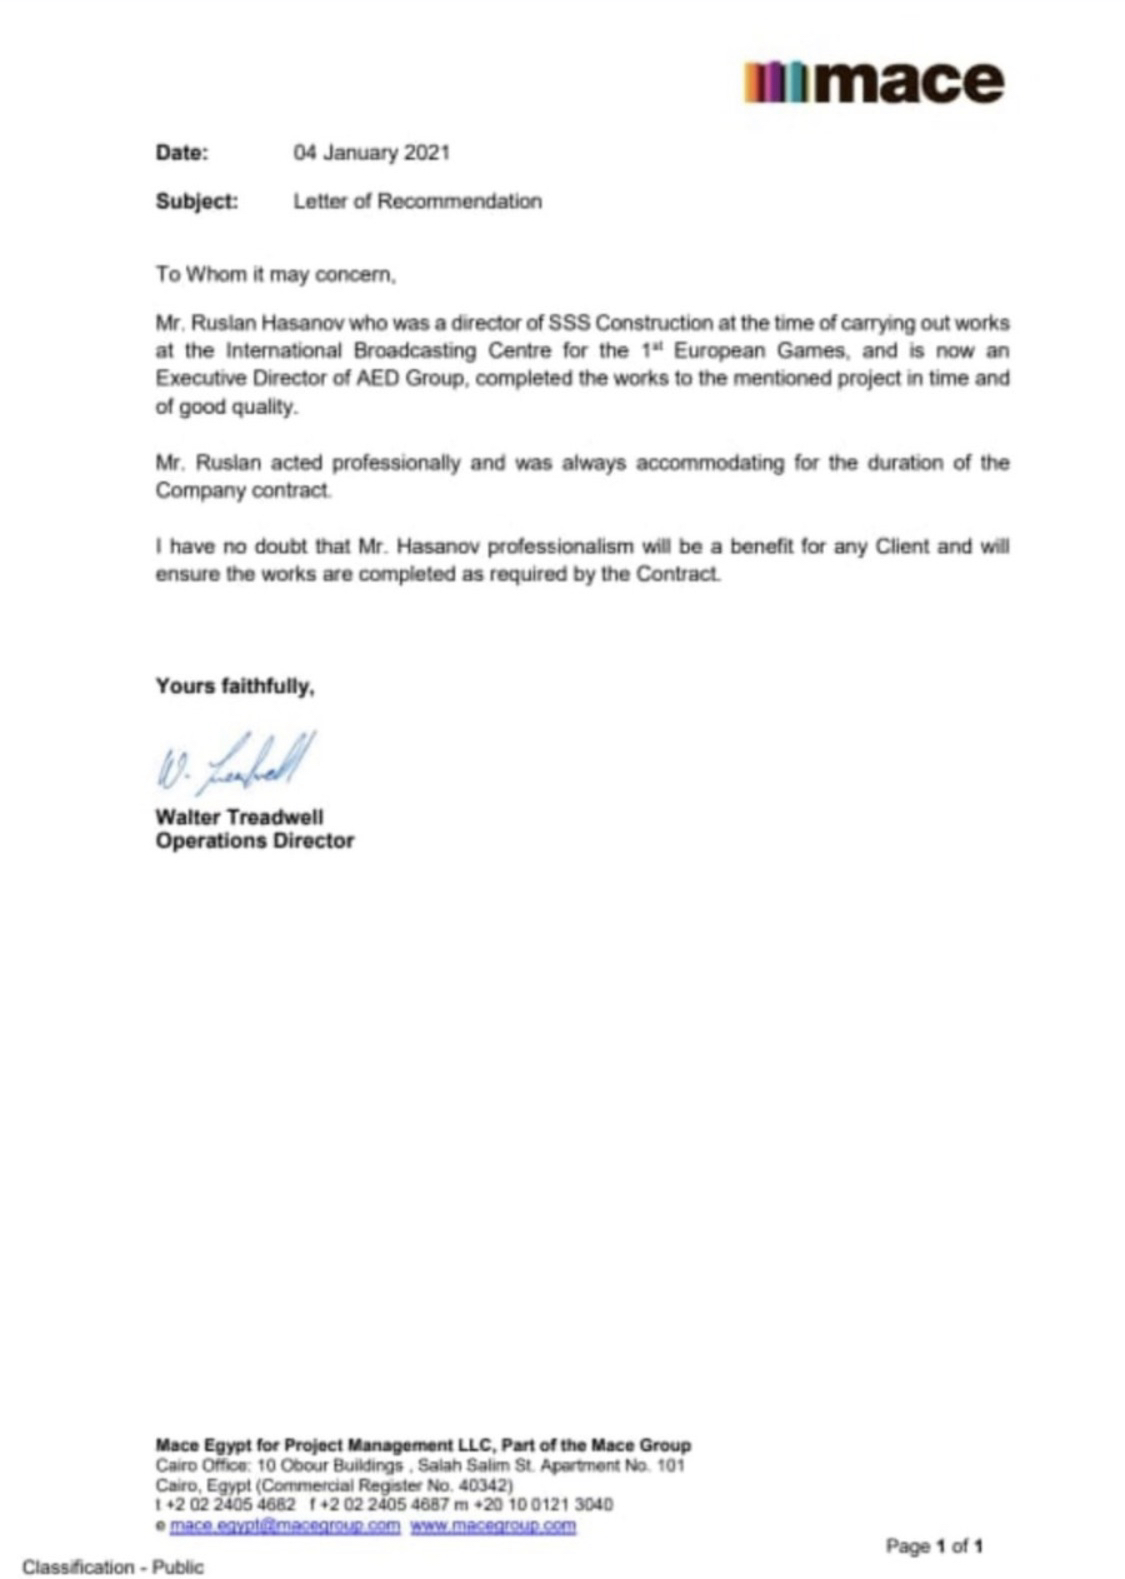 mace
Date: 04 January 2021
Subject: Letter of Recommendation
To Whom it may concern,
Mr. Ruslan Hasanov who was a director of SSS Construction at the time of carrying out works
at the International Broadcasting Centre for the 1st European Games, and is now an
Executive Director of AED Group, completed the works to the mentioned project in time and
of good quality.
Mr. Ruslan acted professionally and was always accommodating for the duration of the
Company contract.
I have no doubt that Mr. Hasanov professionalism will be a benefit for any Client and will
ensure the works are completed as required by the Contract.
Yours faithfully,
W. Treadwell
Walter Treadwell
Operations Director
Mace Egypt for Project Management LLC, Part of the Mace Group
Cairo Office: 10 Obour Buildings , Salah Salim St. Apartment No. 101
Cairo, Egypt (Commercial Register No. 40342)
t +2 02 2405 4682 f +2 02 2405 4687 m +20 10 0121 3040
e mace.egypt@macegroup.com www.macegroup.com
Page 1 of 1
Classification - Public